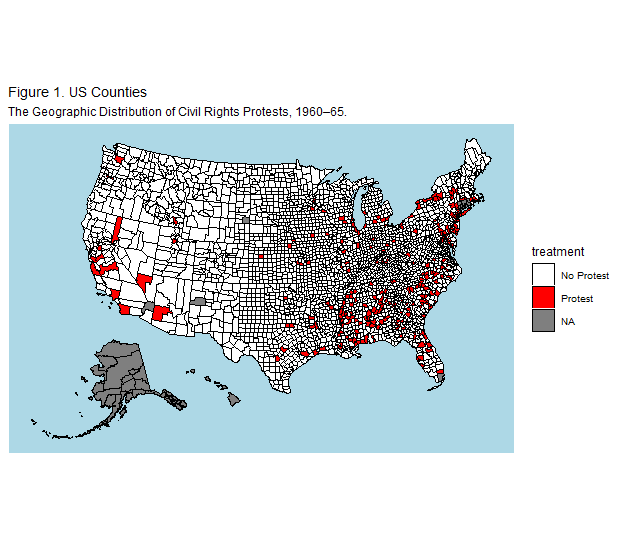 Figure 1. US Counties
The Geographic Distribution of Civil Rights Protests, 1960–65.
treatment
No Protest
Protest
NA